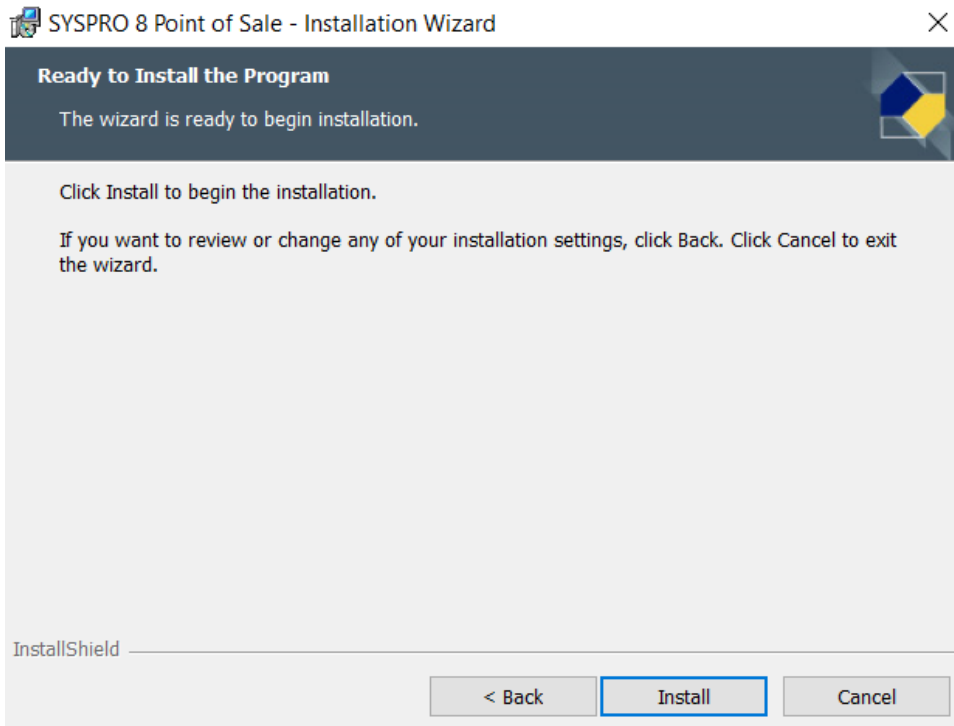 SYSPRO 8 Point of Sale - Installation Wizard
Ready to Install the Program
The wizard is ready to begin installation.
Click Install to begin the installation.
If you want to review or change any of your installation settings, click Back. Click Cancel to exit
the wizard.
InstallShield
< Back Install Cancel